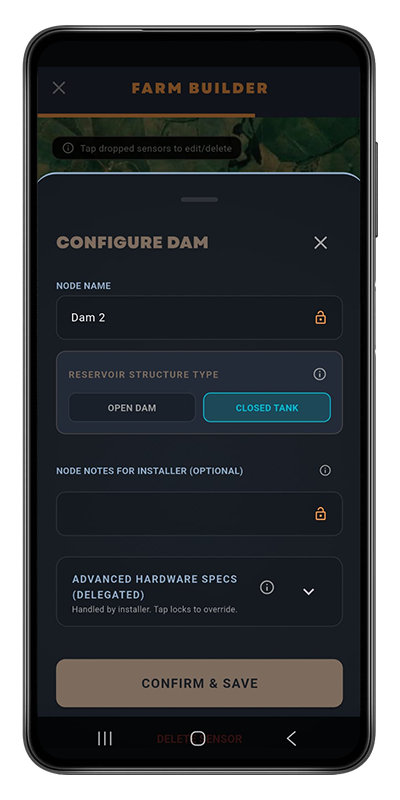 FARM BUILDER
Tap dropped sensors to edit/delete
CONFIGURE DAM
NODE NAME
Dam 2
RESERVOIR STRUCTURE TYPE
OPEN DAM
CLOSED TANK
NODE NOTES FOR INSTALLER (OPTIONAL)
ADVANCED HARDWARE SPECS
(DELEGATED)
Handled by installer. Tap locks to override.
CONFIRM & SAVE
DELETE SENSOR